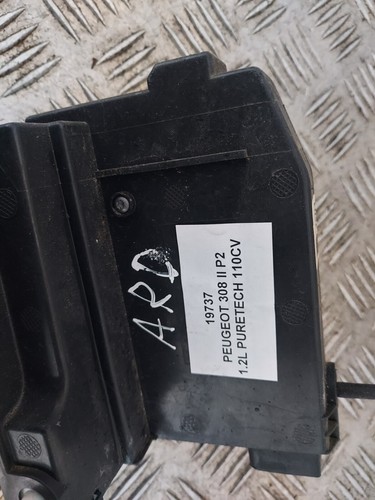 ARD
19737
PEUGEOT 308 II P2
1.2L PURETECH 110CV